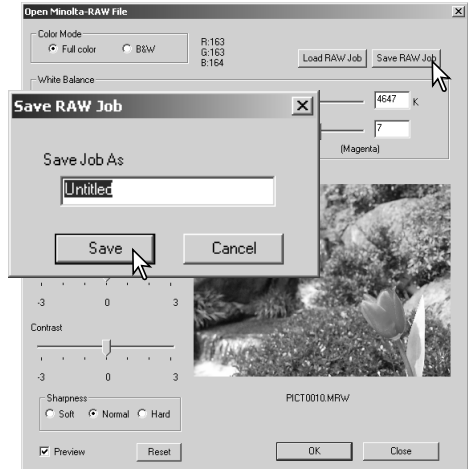 Open Minolta-RAW File
Color Mode
Full color B&W
R:163
G:163
B:164
Load RAW Job Save RAW Job
White Balance
4647 K
7
(Magenta)
Save RAW Job
Save Job As
Untitled
Save Cancel
-3 0 3
Contrast
-3 0 3
Sharpness
Soft Normal Hard
PICT0010.MRW
Preview Reset OK Close